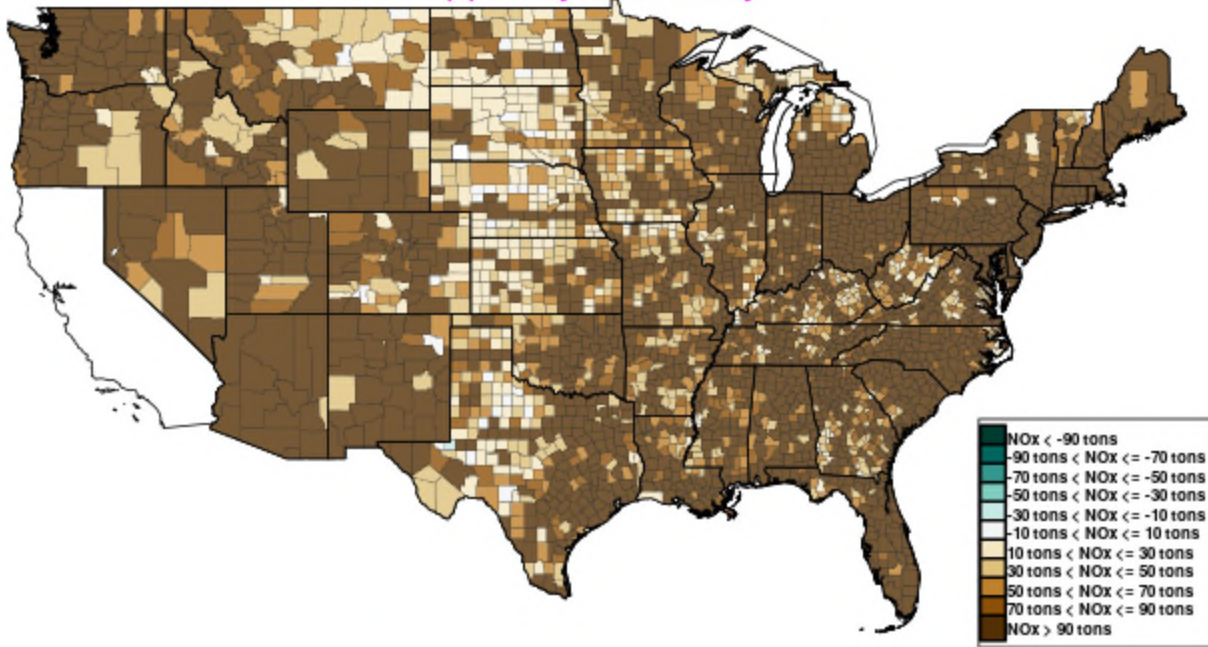 NOx < -90 tons
-90 tons < NOx <= -70 tons
-70 tons < NOx <= -50 tons
-50 tons < NOx <= -30 tons
-30 tons < NOx <= -10 tons
-10 tons < NOx <= 10 tons
10 tons < NOx <= 30 tons
30 tons < NOx <= 50 tons
50 tons < NOx <= 70 tons
70 tons < NOx <= 90 tons
NOx > 90 tons